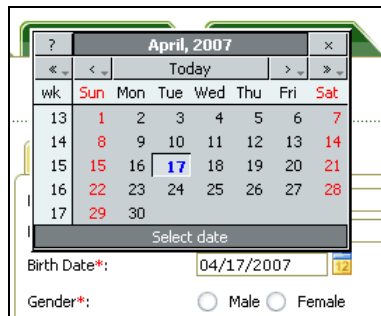 ? April, 2007 ×
« ‹ Today › »
wk Sun Mon Tue Wed Thu Fri Sat
13 1 2 3 4 5 6 7
14 8 9 10 11 12 13 14
15 15 16 17 18 19 20 21
16 22 23 24 25 26 27 28
17 29 30
Select date
Birth Date*: 04/17/2007 12
Gender*: Male Female